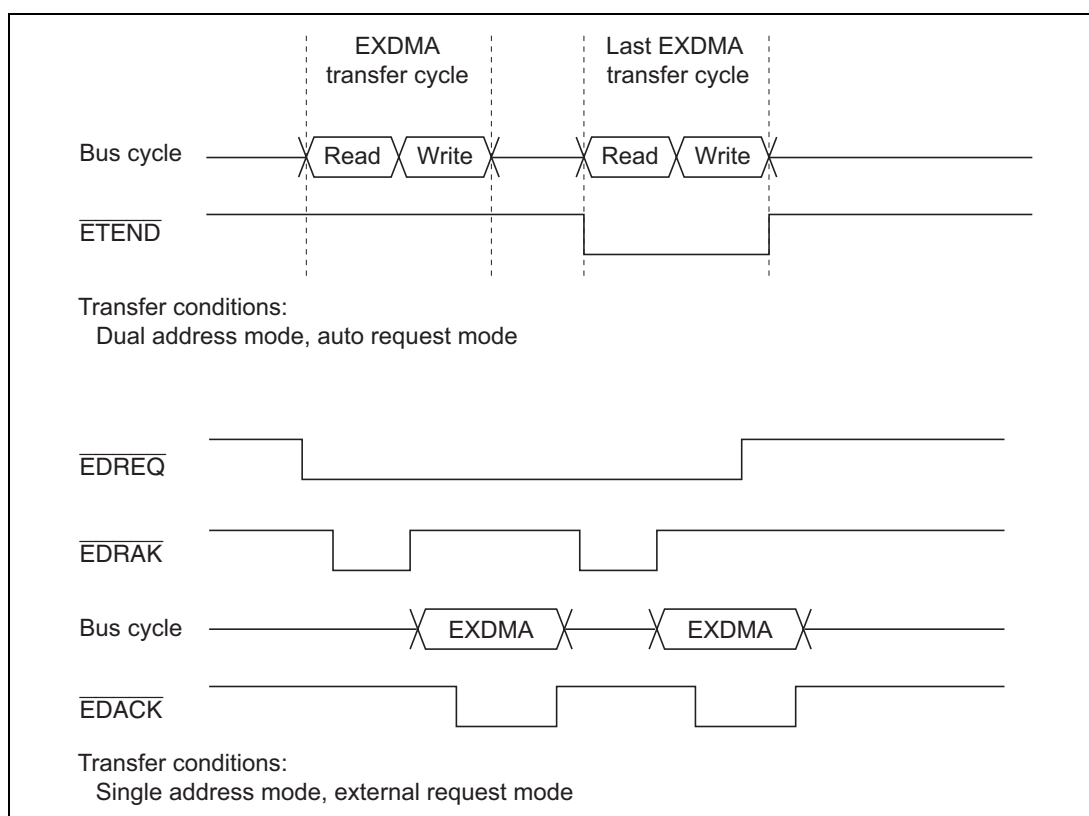 EXDMA
transfer cycle
Last EXDMA
transfer cycle
Bus cycle
Read
Write
Read
Write
ETEND
Transfer conditions:
Dual address mode, auto request mode
EDREQ
EDRAK
Bus cycle
EXDMA
EXDMA
EDACK
Transfer conditions:
Single address mode, external request mode